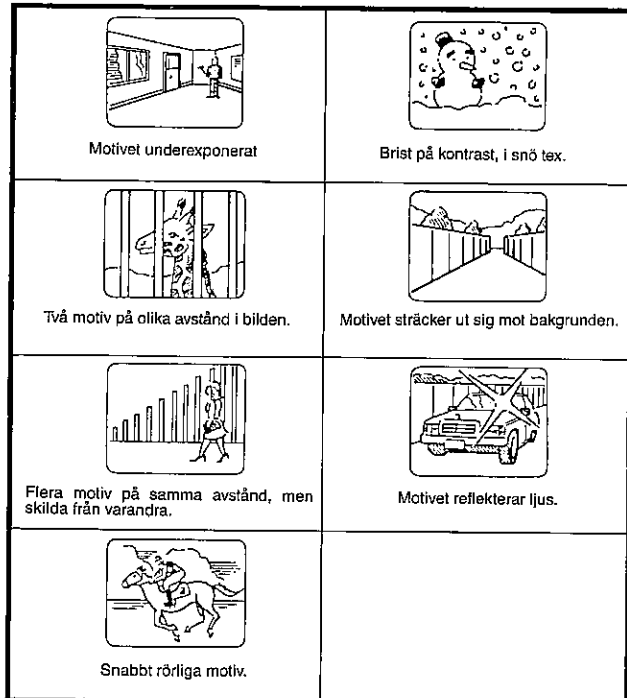 Motivet underexponerat
Brist på kontrast, i snö tex.
Två motiv på olika avstånd i bilden.
Motivet sträcker ut sig mot bakgrunden.
Flera motiv på samma avstånd, men
skilda från varandra.
Motivet reflekterar ljus.
Snabbt rörliga motiv.